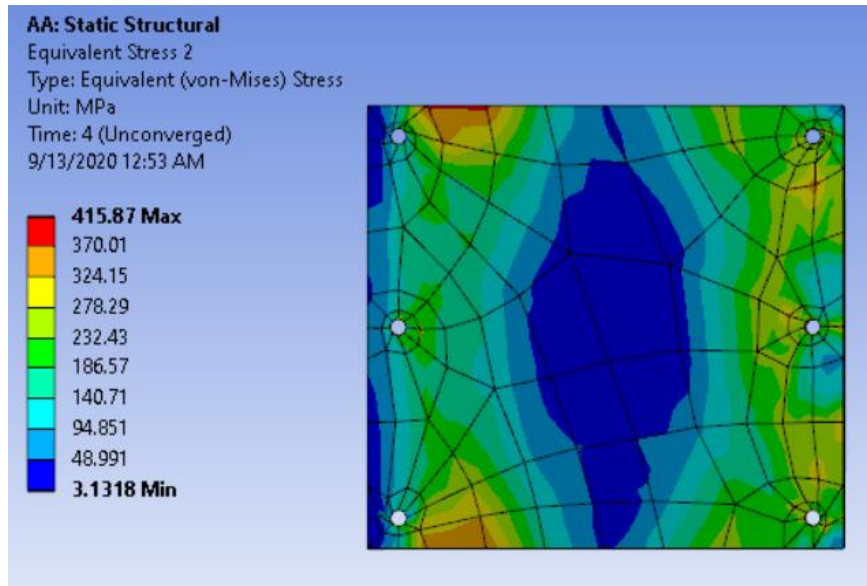 AA: Static Structural
Equivalent Stress 2
Type: Equivalent (von-Mises) Stress
Unit: MPa
Time: 4 (Unconverged)
9/13/2020 12:53 AM
415.87 Max
370.01
324.15
278.29
232.43
186.57
140.71
94.851
48.991
3.1318 Min